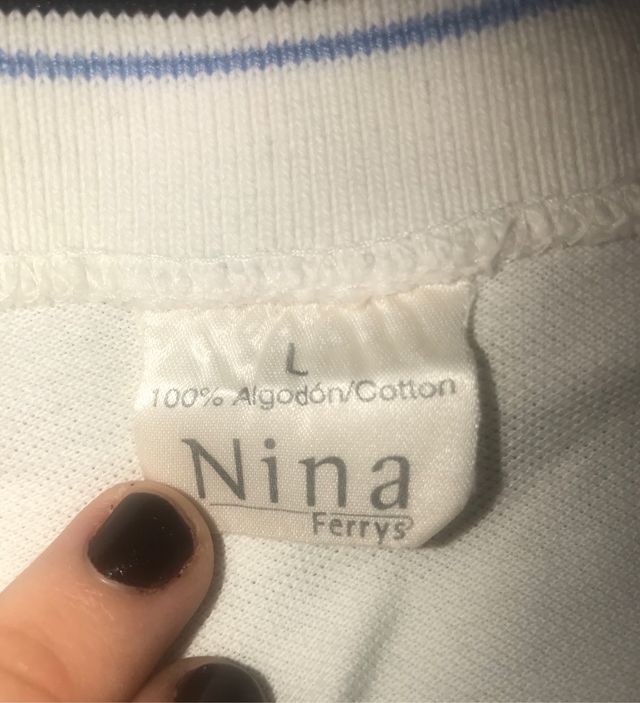 L
100% Algodón/Cotton
Nina
Ferrys